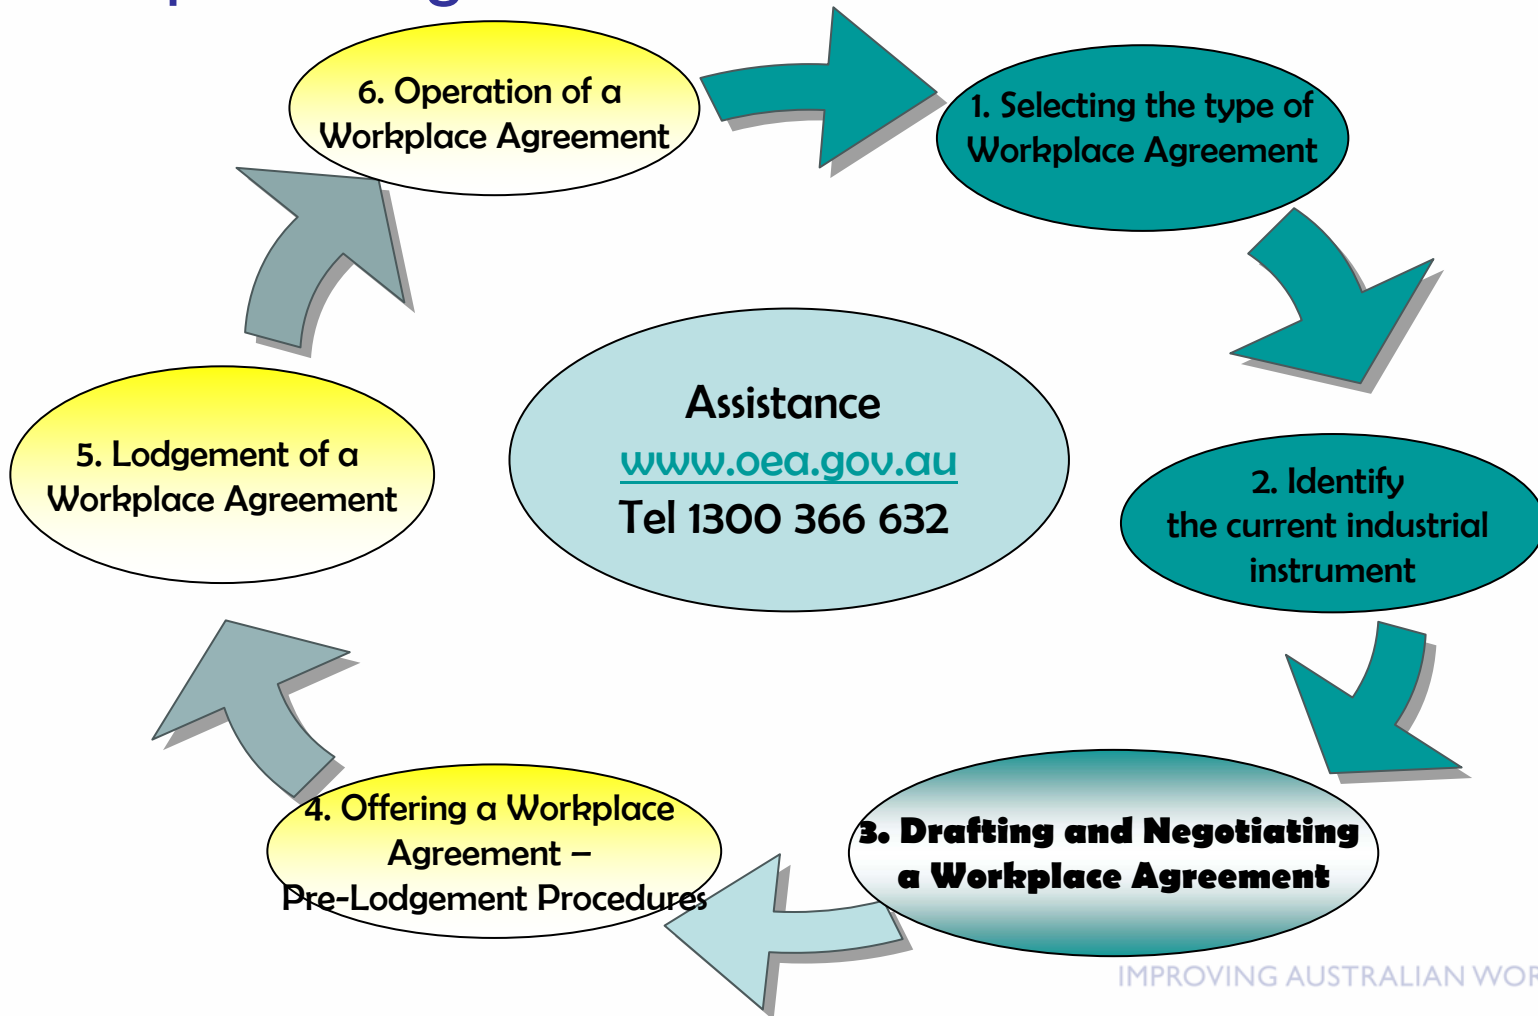 6. Operation of a
Workplace Agreement
1. Selecting the type of
Workplace Agreement
Assistance
www.oea.gov.au
Tel 1300 366 632
5. Lodgement of a
Workplace Agreement
2. Identify
the current industrial
instrument
4. Offering a Workplace
Agreement –
Pre-Lodgement Procedures
3. Drafting and Negotiating
a Workplace Agreement
IMPROVING AUSTRALIAN